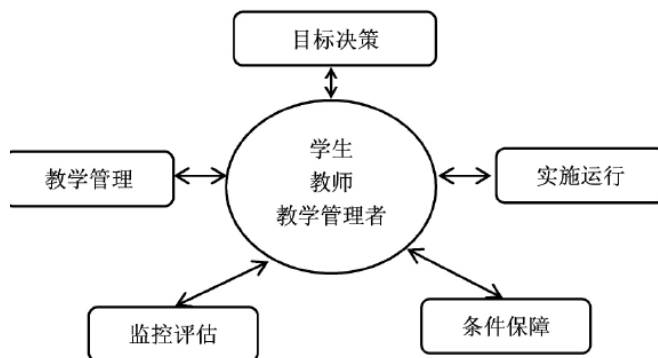 目标决策
学生
教师
教学管理者
教学管理
实施运行
监控评估
条件保障